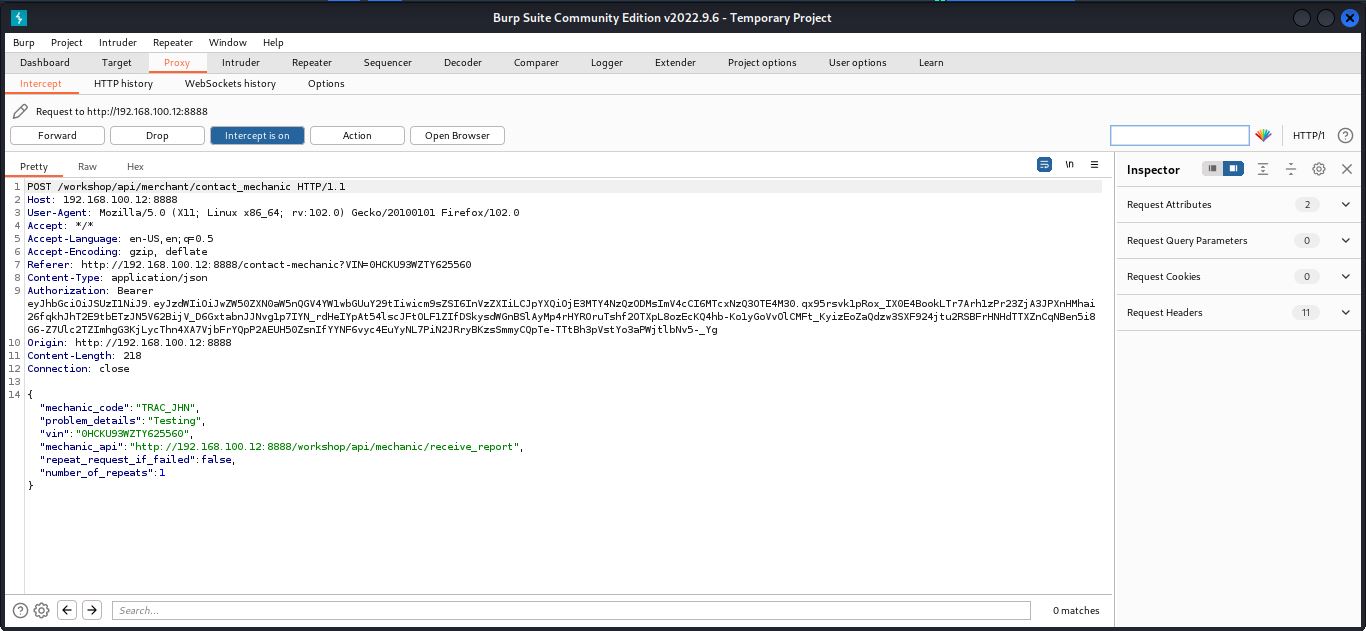 Burp Suite Community Edition v2022.9.6 - Temporary Project
Burp Project Intruder Repeater Window Help
Dashboard Target Proxy Intruder Repeater Sequencer Decoder Comparer Logger Extender Project options User options Learn
Intercept HTTP history WebSockets history Options
Request to http://192.168.100.12:8888
Forward Drop Intercept is on Action Open Browser HTTP/1
Pretty Raw Hex \n
Inspector
1 POST /workshop/api/merchant/contact_mechanic HTTP/1.1
2 Host: 192.168.100.12:8888
3 User-Agent: Mozilla/5.0 (X11; Linux x86_64; rv:102.0) Gecko/20100101 Firefox/102.0
4 Accept: */*
5 Accept-Language: en-US,en;q=0.5
6 Accept-Encoding: gzip, deflate
7 Referer: http://192.168.100.12:8888/contact-mechanic?VIN=0HCKU93WZTY625560
8 Content-Type: application/json
9 Authorization: Bearer
10 Origin: http://192.168.100.12:8888
11 Content-Length: 218
12 Connection: close
13
14 {
"mechanic_code":"TRAC_JHN",
"problem_details":"Testing",
"vin":"0HCKU93WZTY625560",
"mechanic_api":"http://192.168.100.12:8888/workshop/api/mechanic/receive_report",
"repeat_request_if_failed":false,
"number_of_repeats":1
}
Request Attributes 2
Request Query Parameters 0
Request Cookies 0
Request Headers 11
Search... 0 matches